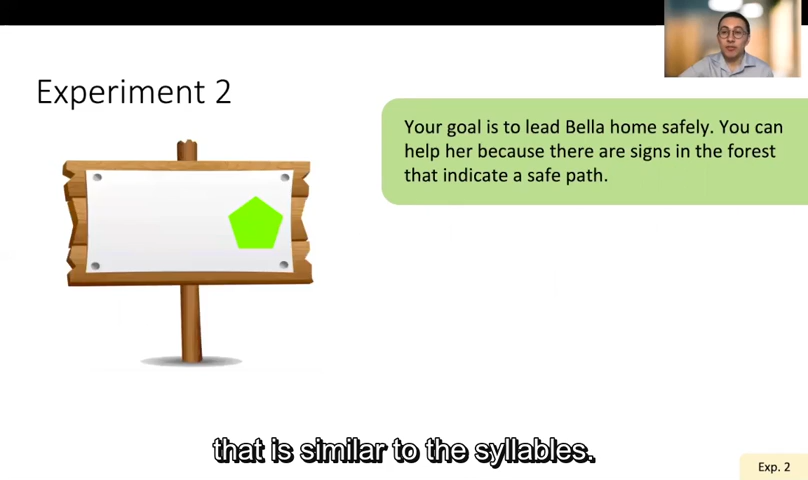 Experiment 2
Your goal is to lead Bella home safely. You can
help her because there are signs in the forest
that indicate a safe path.
that is similar to the syllables.
Exp. 2